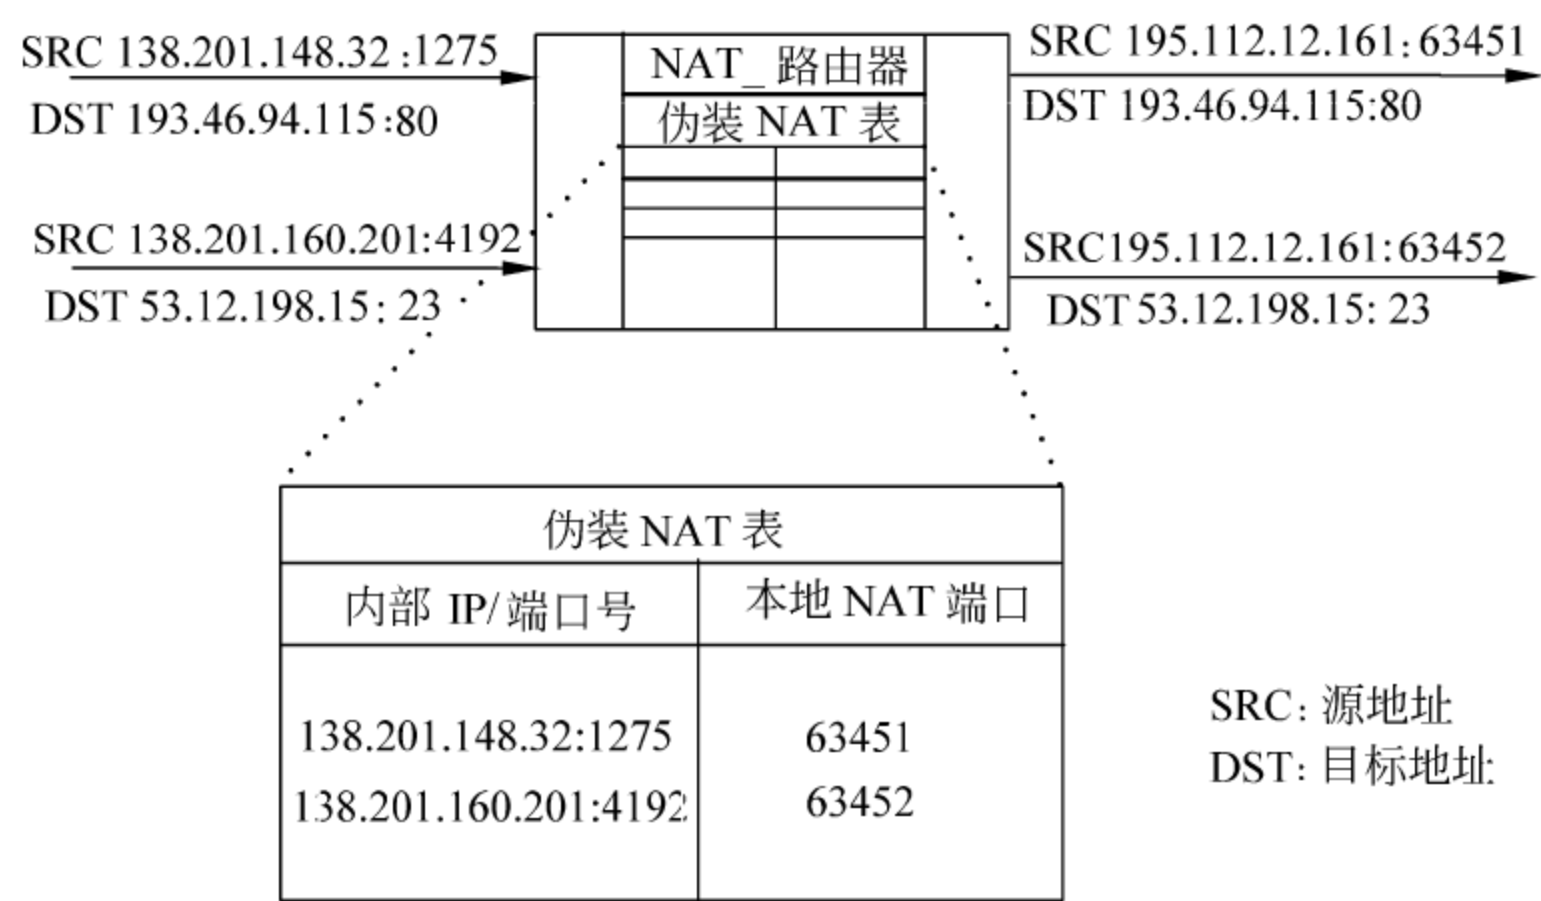 SRC 138.201.148.32 :1275
DST 193.46.94.115:80
SRC 138.201.160.201:4192
DST 53.12.198.15: 23
NAT_ 路由器
伪装 NAT 表
SRC 195.112.12.161: 63451
DST 193.46.94.115:80
SRC195.112.12.161: 63452
DST 53.12.198.15: 23
伪装 NAT 表
内部 IP/端口号 本地 NAT 端口
138.201.148.32:1275 63451
138.201.160.201:4192 63452
SRC: 源地址
DST: 目标地址